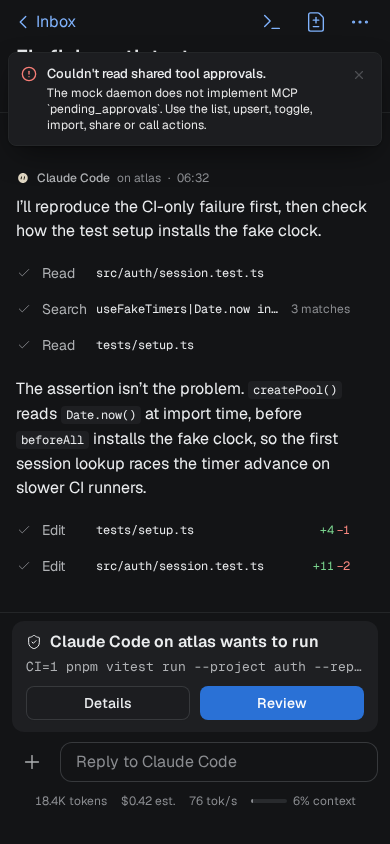 Inbox
Couldn't read shared tool approvals.
The mock daemon does not implement MCP
`pending_approvals`. Use the list, upsert, toggle,
import, share or call actions.
Claude Code on atlas · 06:32
I'll reproduce the CI-only failure first, then check
how the test setup installs the fake clock.
Read src/auth/session.test.ts
Search useFakeTimers|Date.now in… 3 matches
Read tests/setup.ts
The assertion isn't the problem. createPool()
reads Date.now() at import time, before
beforeAll installs the fake clock, so the first
session lookup races the timer advance on
slower CI runners.
Edit tests/setup.ts +4 −1
Edit src/auth/session.test.ts +11 −2
Claude Code on atlas wants to run
CI=1 pnpm vitest run --project auth --rep…
Details Review
Reply to Claude Code
18.4K tokens $0.42 est. 76 tok/s 6% context